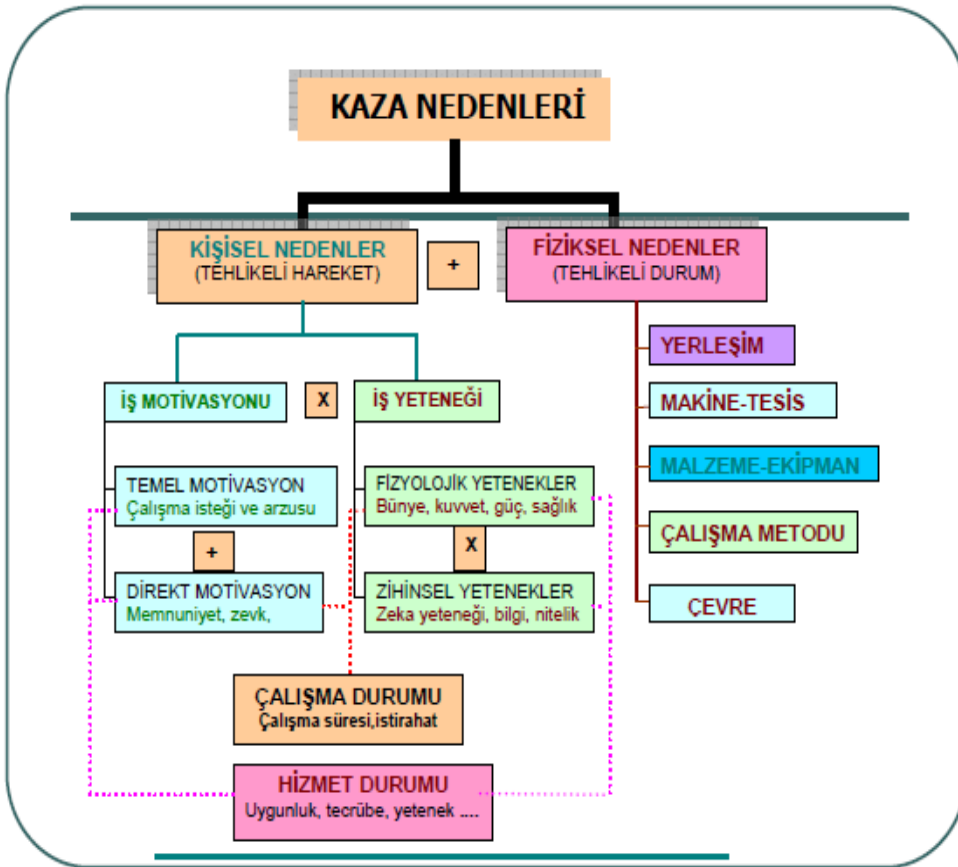 KAZA NEDENLERİ
KİŞİSEL NEDENLER
(TEHLİKELİ HAREKET)
+
FİZİKSEL NEDENLER
(TEHLİKELİ DURUM)
İŞ MOTİVASYONU
X
İŞ YETENEĞİ
TEMEL MOTİVASYON
Çalışma isteği ve arzusu
+
DİREKT MOTİVASYON
Memnuniyet, zevk,
FİZYOLOJİK YETENEKLER
Bünye, kuvvet, güç, sağlık
X
ZİHİNSEL YETENEKLER
Zeka yeteneği, bilgi, nitelik
YERLEŞİM
MAKİNE-TESİS
MALZEME-EKİPMAN
ÇALIŞMA METODU
ÇEVRE
ÇALIŞMA DURUMU
Çalışma süresi,istirahat
HİZMET DURUMU
Uygunluk, tecrübe, yetenek ....